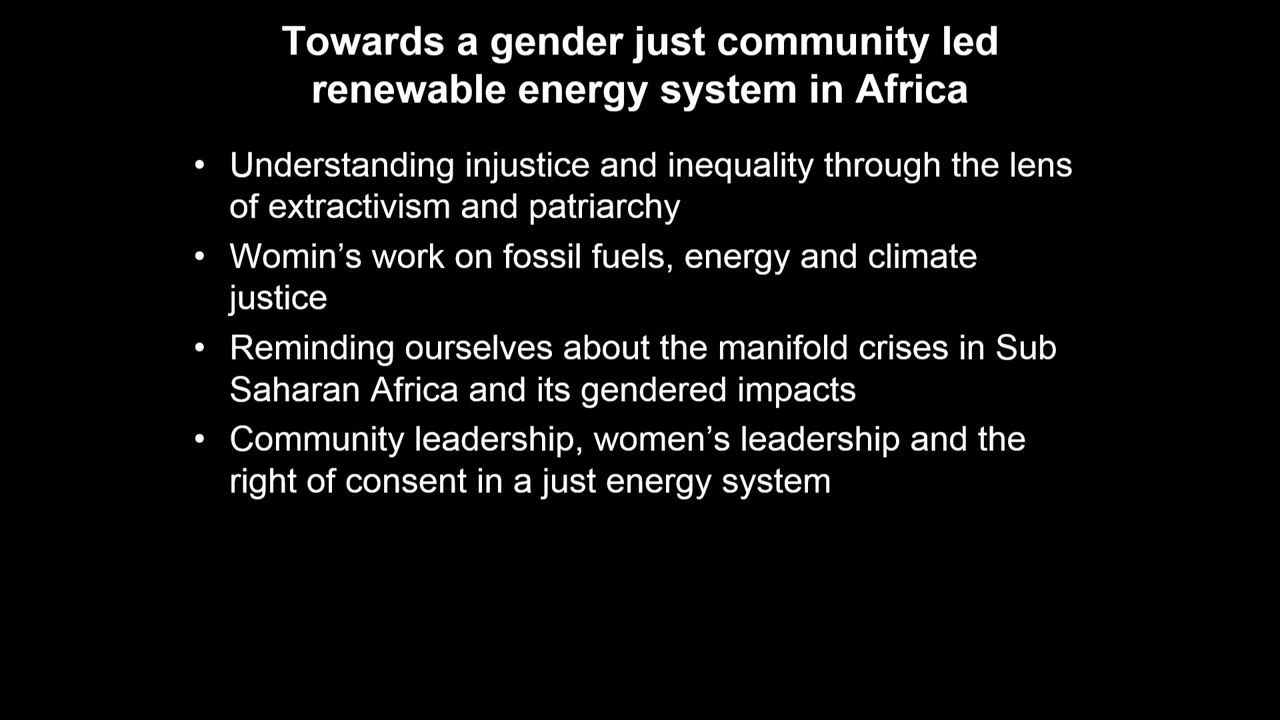 Towards a gender just community led
renewable energy system in Africa
• Understanding injustice and inequality through the lens
of extractivism and patriarchy
• Womin’s work on fossil fuels, energy and climate
justice
• Reminding ourselves about the manifold crises in Sub
Saharan Africa and its gendered impacts
• Community leadership, women’s leadership and the
right of consent in a just energy system